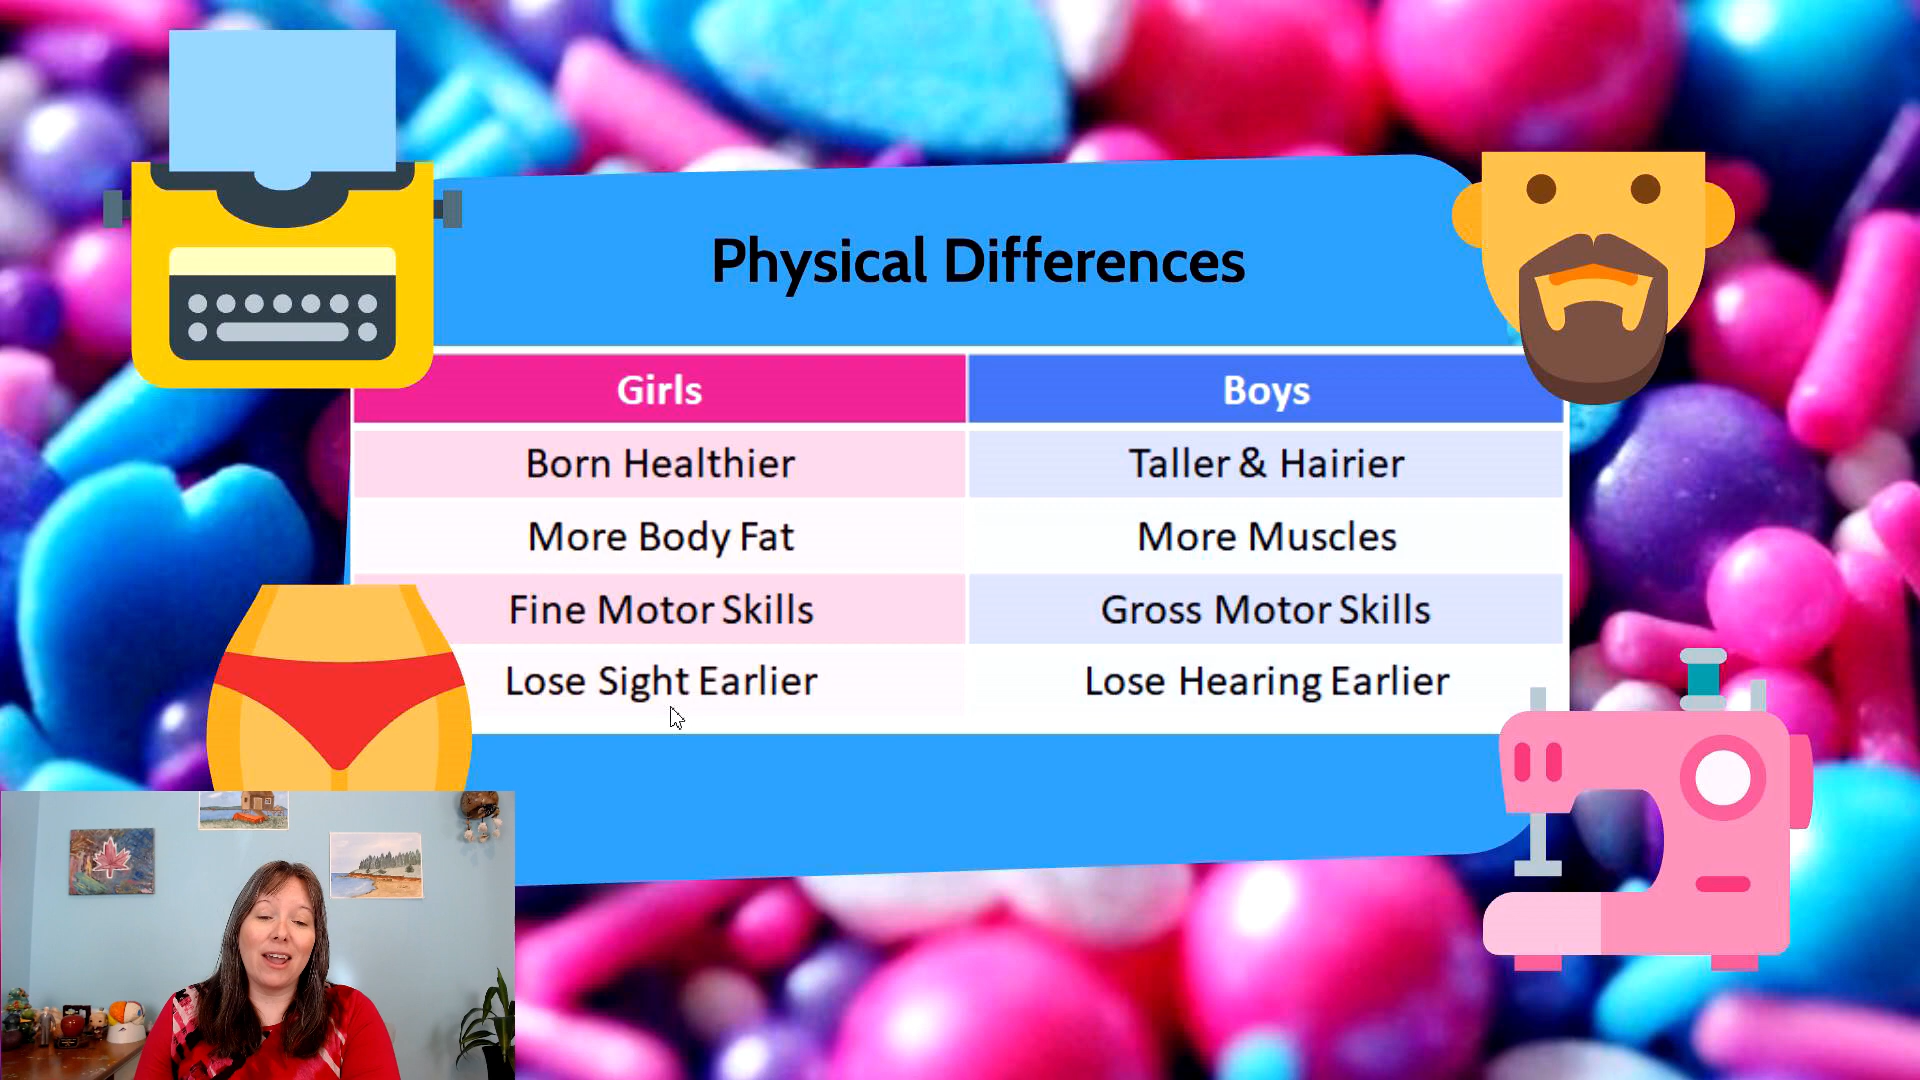 Physical Differences
Girls Boys
Born Healthier Taller & Hairier
More Body Fat More Muscles
Fine Motor Skills Gross Motor Skills
Lose Sight Earlier Lose Hearing Earlier